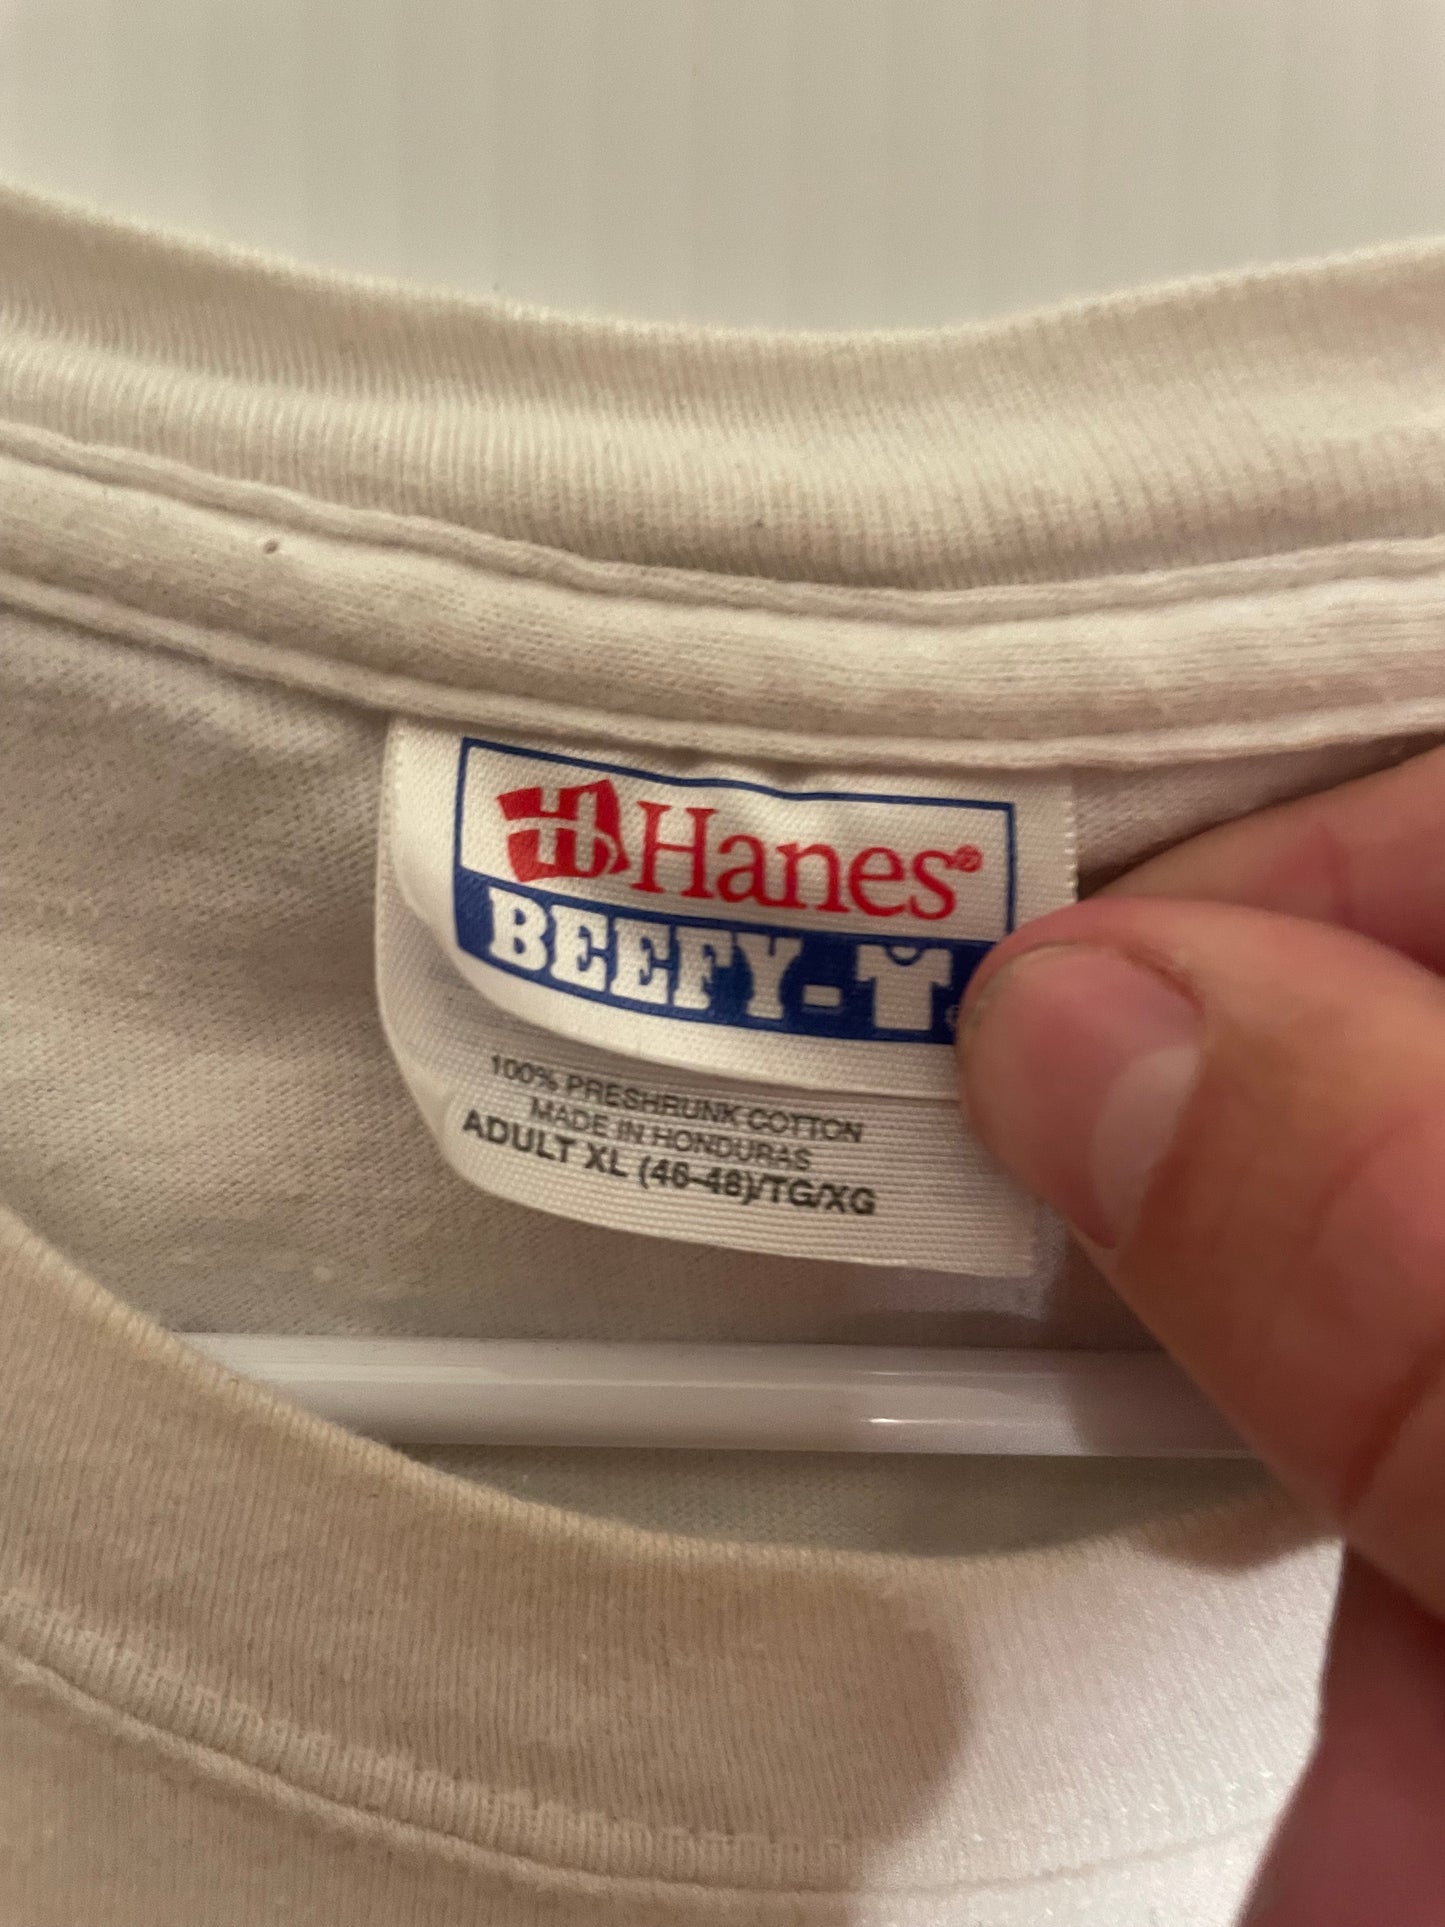 Hanes®
BEEFY-T
100% PRESHRUNK COTTON
MADE IN HONDURAS
ADULT XL (46-48)/TG/XG